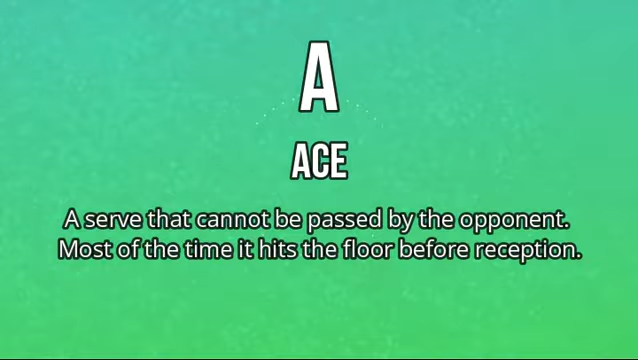 A
ACE
A serve that cannot be passed by the opponent.
Most of the time it hits the floor before reception.